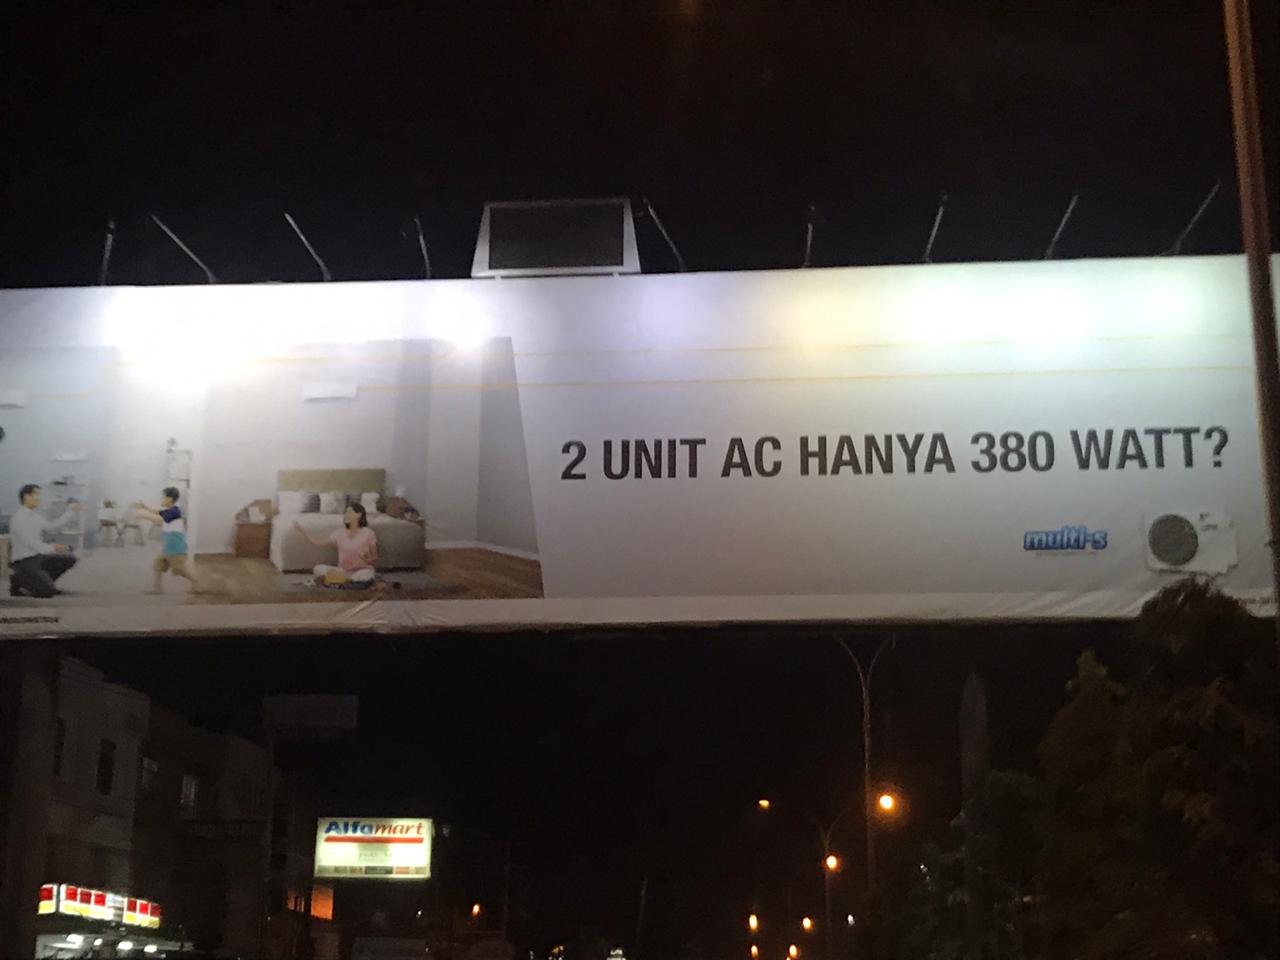 2 UNIT AC HANYA 380 WATT?
multi-s
Alfamart